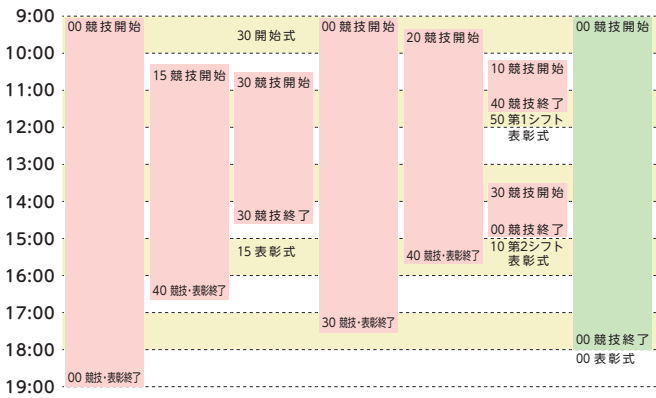 9:00
10:00
11:00
12:00
13:00
14:00
15:00
16:00
17:00
18:00
19:00
00 競技開始
00 競技・表彰終了
15 競技開始
40 競技・表彰終了
30 開始式
30 競技開始
30 競技終了
15 表彰式
00 競技開始
30 競技・表彰終了
20 競技開始
40 競技・表彰終了
10 競技開始
40 競技終了
50 第1シフト
表彰式
30 競技開始
00 競技終了
10 第2シフト
表彰式
00 競技開始
00 競技終了
00 表彰式